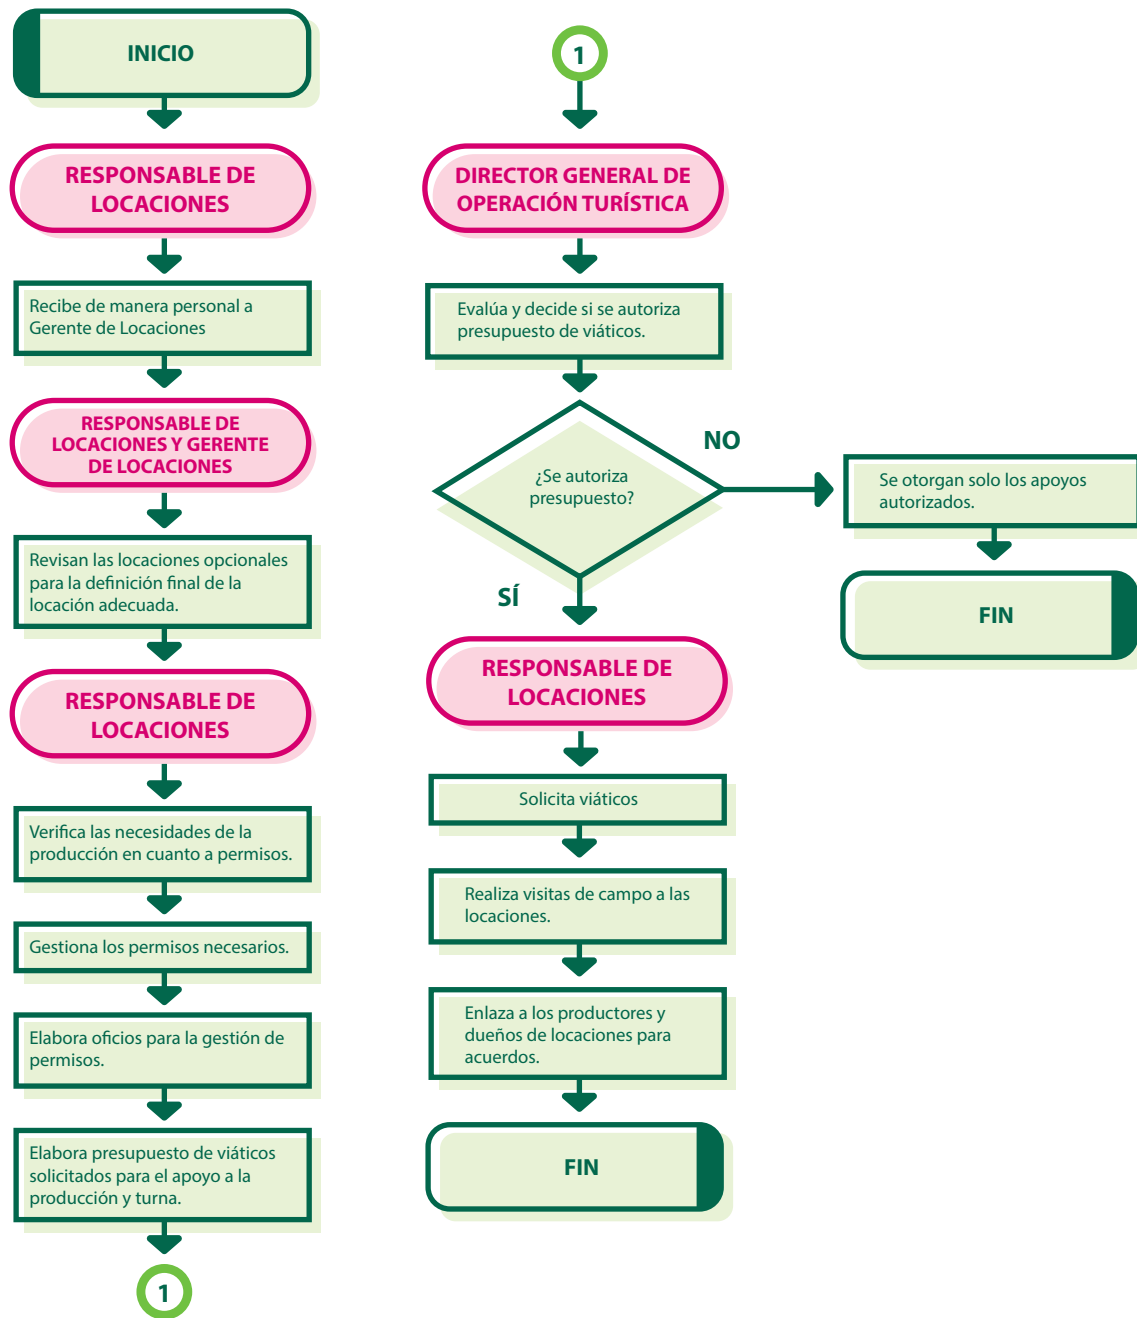 INICIO
RESPONSABLE DE
LOCACIONES
Recibe de manera personal a
Gerente de Locaciones
RESPONSABLE DE
LOCACIONES Y GERENTE
DE LOCACIONES
Revisan las locaciones opcionales
para la definición final de la
locación adecuada.
RESPONSABLE DE
LOCACIONES
Verifica las necesidades de la
producción en cuanto a permisos.
Gestiona los permisos necesarios.
Elabora oficios para la gestión de
permisos.
Elabora presupuesto de viáticos
solicitados para el apoyo a la
producción y turna.
1
1
DIRECTOR GENERAL DE
OPERACIÓN TURÍSTICA
Evalúa y decide si se autoriza
presupuesto de viáticos.
¿Se autoriza
presupuesto?
NO
Se otorgan solo los apoyos
autorizados.
FIN
SÍ
RESPONSABLE DE
LOCACIONES
Solicita viáticos
Realiza visitas de campo a las
locaciones.
Enlaza a los productores y
dueños de locaciones para
acuerdos.
FIN